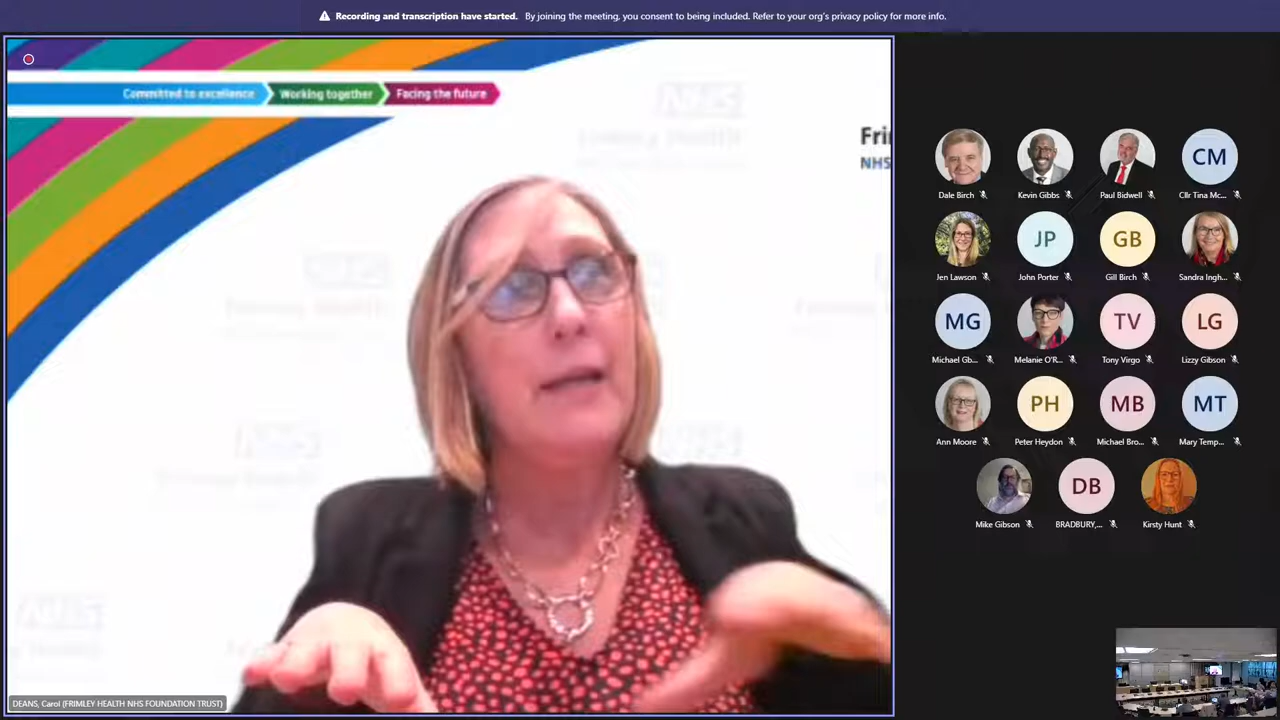 Recording and transcription have started. By joining the meeting, you consent to being included. Refer to your org's privacy policy for more info.
Committed to excellence Working together Facing the future
NHS
Fri
NHS
CM
Dale Birch Kevin Gibbs Paul Bidwell Cllr Tina Mc...
JP GB
Jen Lawson John Porter Gill Birch Sandra Ingh...
MG TV LG
Michael Gb... Melanie O'R... Tony Virgo Lizzy Gibson
PH MB MT
Ann Moore Peter Heydon Michael Bro... Mary Temp...
DB
Mike Gibson BRADBURY,... Kirsty Hunt
NHS
DEANS, Carol (FRIMLEY HEALTH NHS FOUNDATION TRUST)